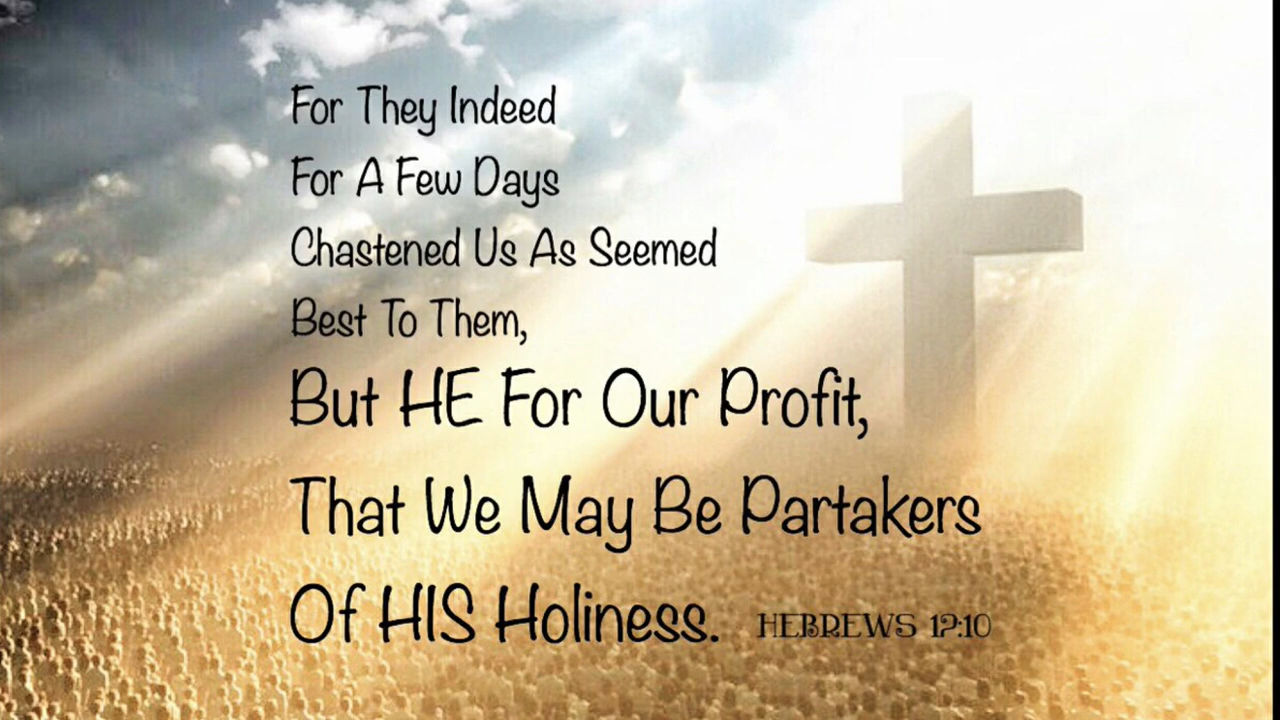 For They Indeed
For A Few Days
Chastened Us As Seemed
Best To Them,
But HE For Our Profit,
That We May Be Partakers
Of HIS Holiness. HEBREWS 12:10